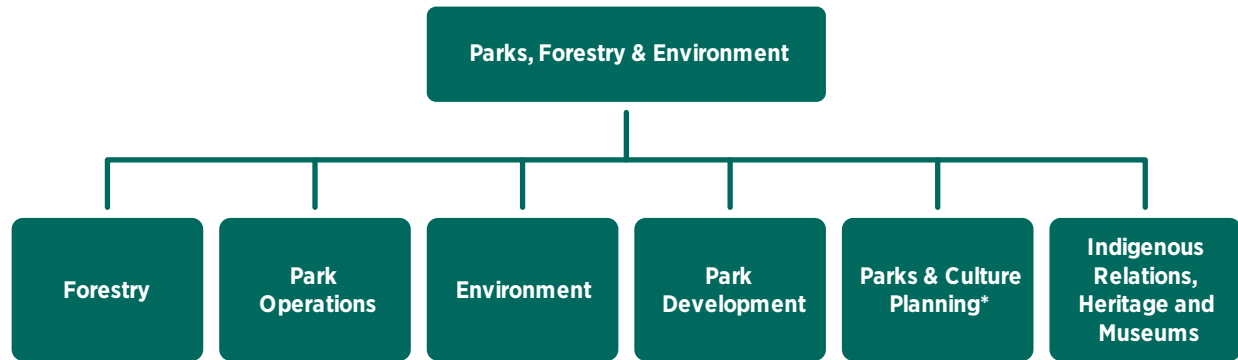 Parks, Forestry & Environment
Forestry
Park
Operations
Environment
Park
Development
Parks & Culture
Planning*
Indigenous
Relations,
Heritage and
Museums